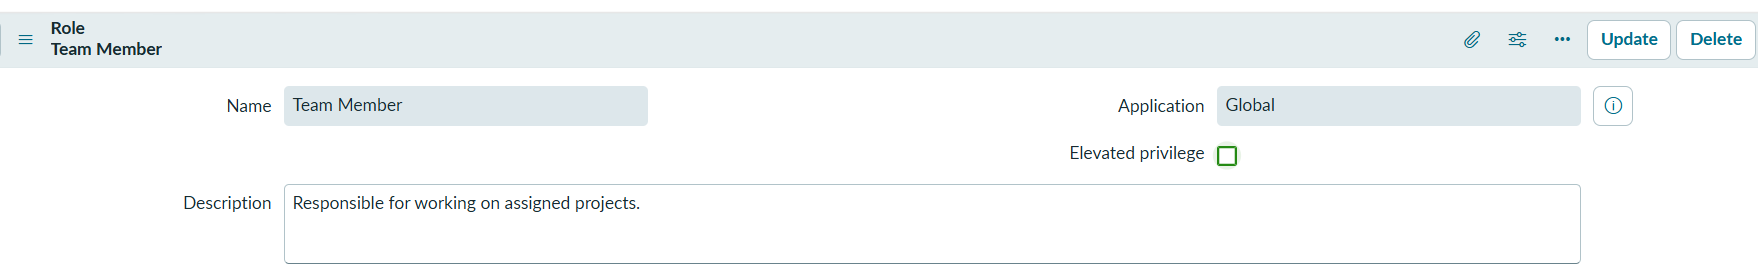 Role
Team Member
Update
Delete
Name
Team Member
Application
Global
Elevated privilege
Description
Responsible for working on assigned projects.